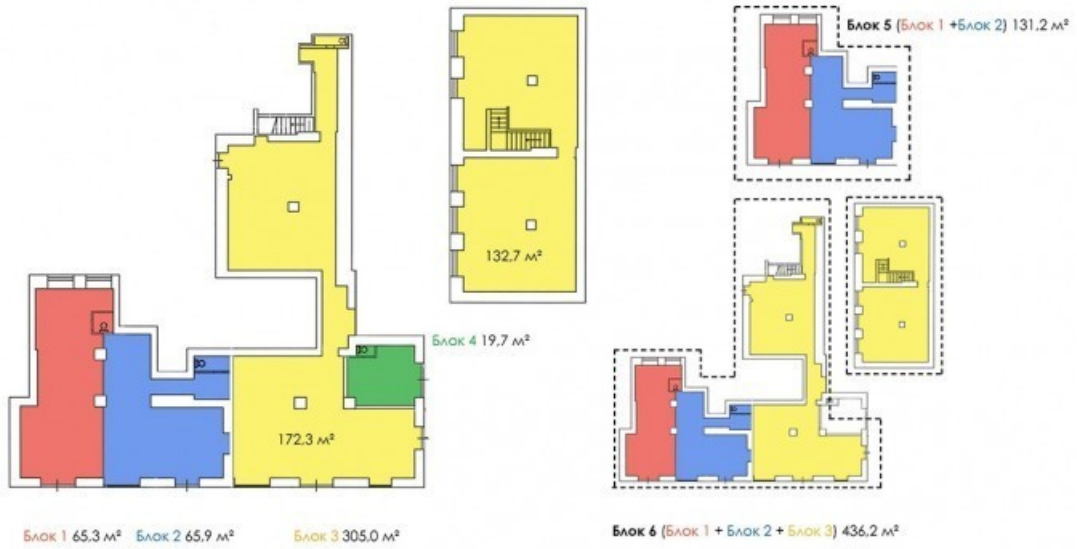 Блок 5 (Блок 1 +Блок 2) 131,2 м²
132,7 м²
Блок 4 19,7 м²
172,3 м²
Блок 1 65,3 м² Блок 2 65,9 м² Блок 3 305,0 м²
Блок 6 (Блок 1 + Блок 2 + Блок 3) 436,2 м²